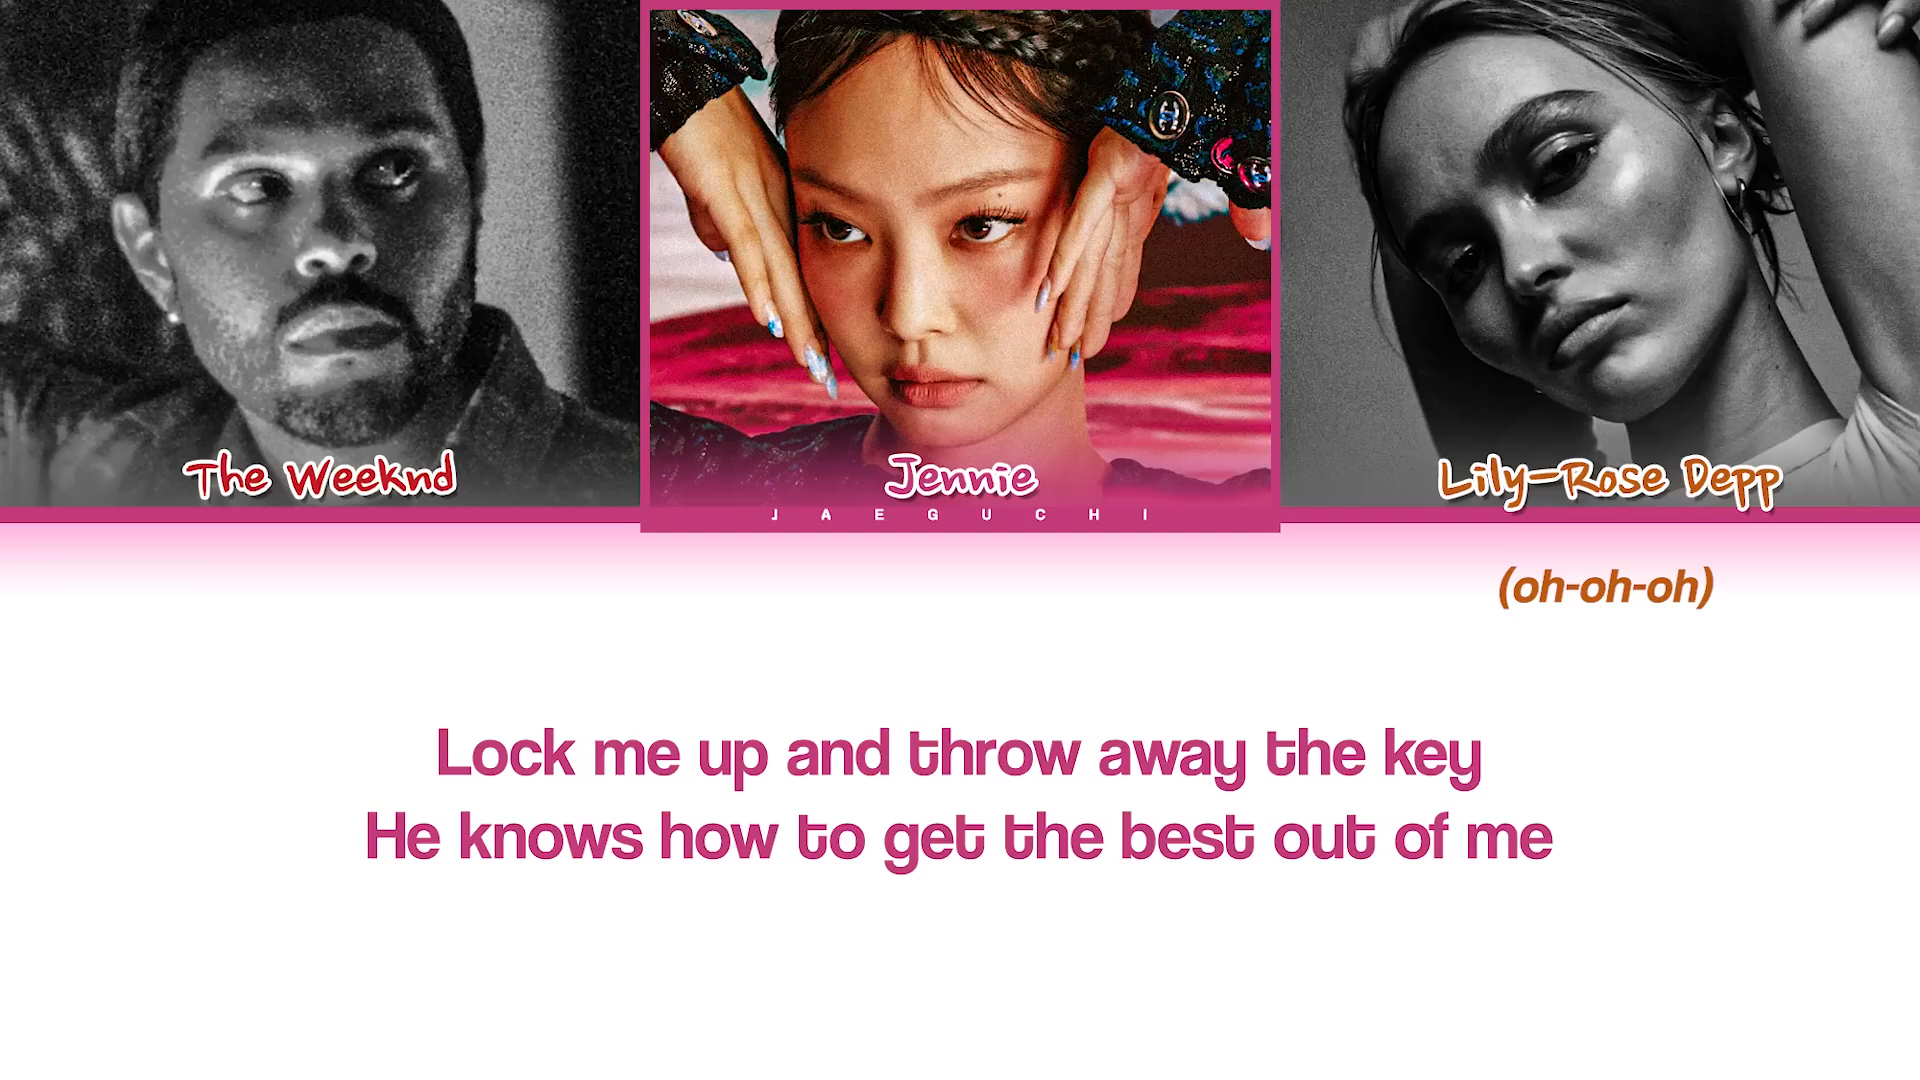 The Weeknd
Jennie
Lily-Rose Depp
JAEGUCHI
(oh-oh-oh)
Lock me up and throw away the key
He knows how to get the best out of me